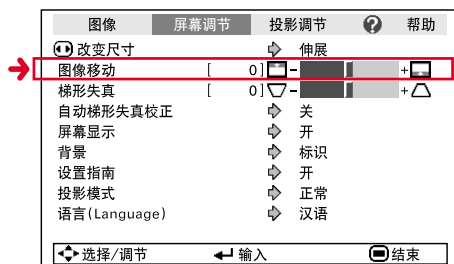 图像 屏幕调节 投影调节 ? 帮助
改变尺寸 伸展
图像移动 [ 0] - +
梯形失真 [ 0] - +
自动梯形失真校正 关
屏幕显示 开
背景 标识
设置指南 开
投影模式 正常
语言(Language) 汉语
选择/调节 输入 结束